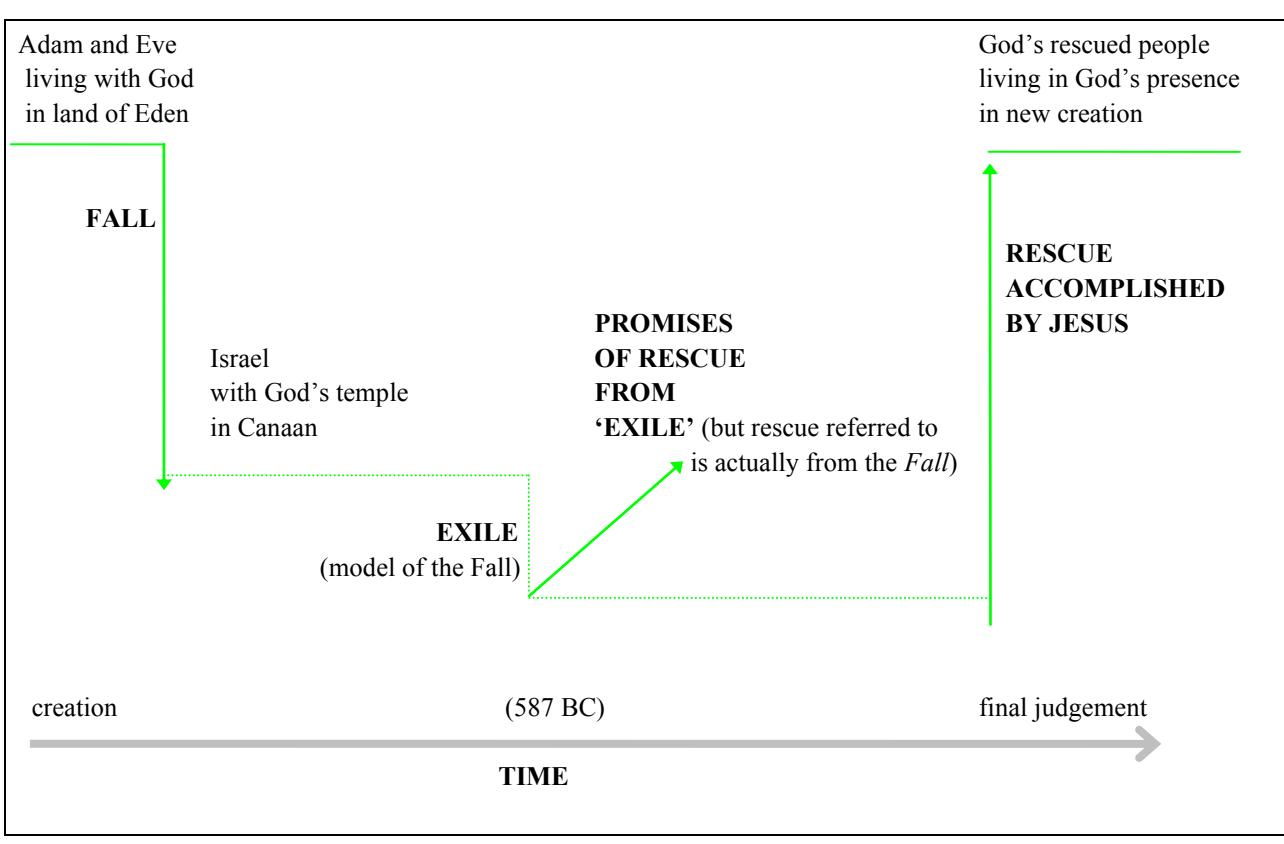 Adam and Eve
living with God
in land of Eden
God’s rescued people
living in God’s presence
in new creation
FALL
RESCUE
ACCOMPLISHED
BY JESUS
PROMISES
OF RESCUE
FROM
‘EXILE’ (but rescue referred to
is actually from the Fall)
Israel
with God’s temple
in Canaan
EXILE
(model of the Fall)
creation
(587 BC)
final judgement
TIME